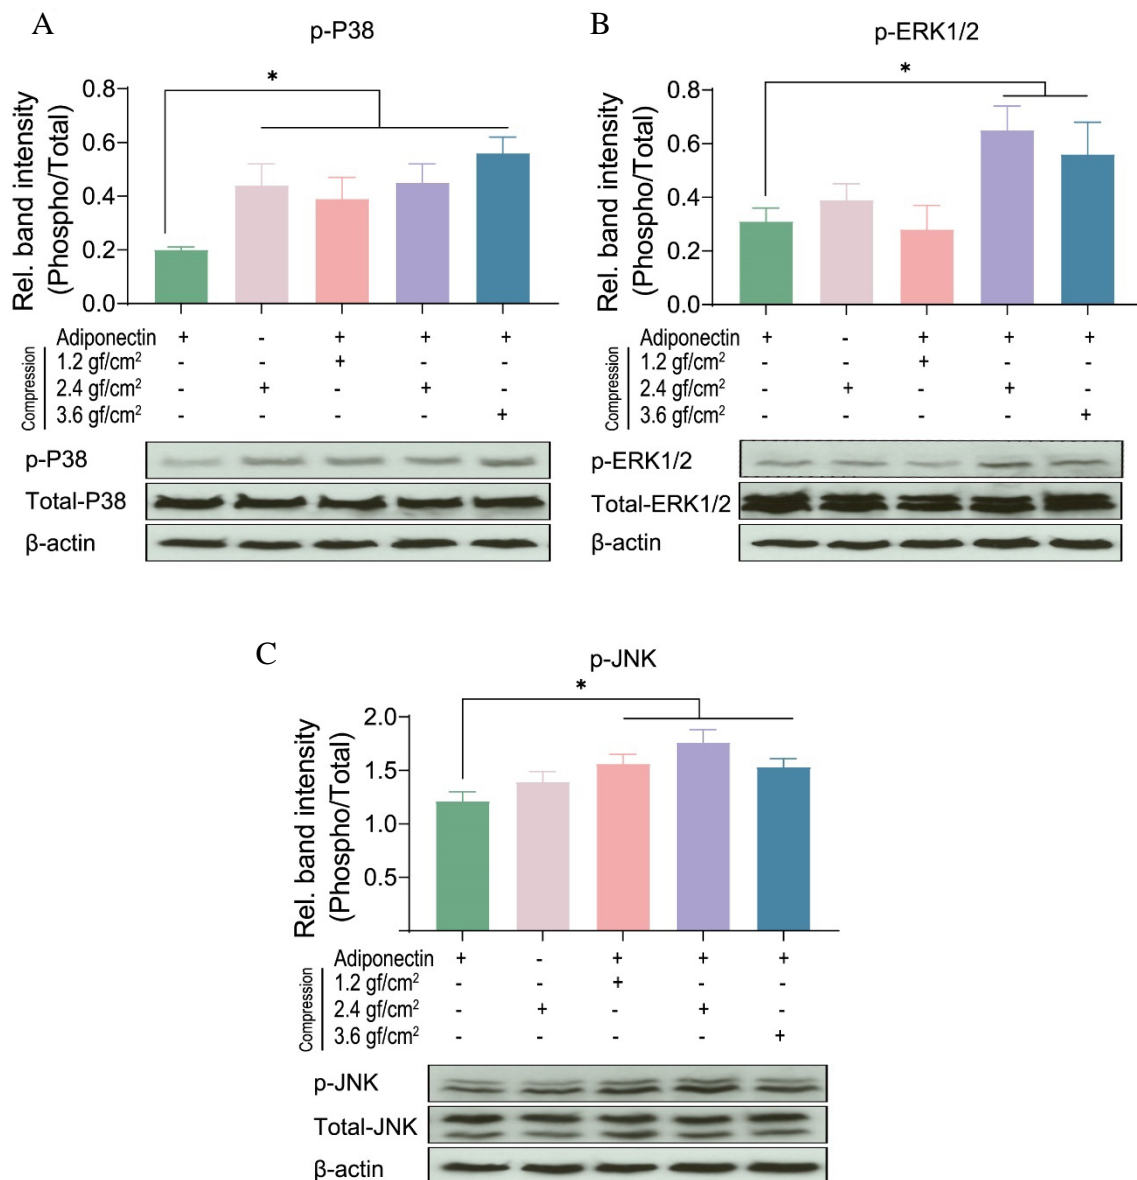 A
p-P38
*
Rel. band intensity
(Phospho/Total)
0.8
0.6
0.4
0.2
0.0
Adiponectin + - + + +
Compression
1.2 gf/cm² - - + - -
2.4 gf/cm² - + - + -
3.6 gf/cm² - - - - +
p-P38
Total-P38
β-actin
B
p-ERK1/2
*
Rel. band intensity
(Phospho/Total)
0.8
0.6
0.4
0.2
0.0
Adiponectin + - + + +
Compression
1.2 gf/cm² - - + - -
2.4 gf/cm² - + - + -
3.6 gf/cm² - - - - +
p-ERK1/2
Total-ERK1/2
β-actin
C
p-JNK
*
Rel. band intensity
(Phospho/Total)
2.0
1.5
1.0
0.5
Adiponectin + - + + +
Compression
1.2 gf/cm² - - + - -
2.4 gf/cm² - + - + -
3.6 gf/cm² - - - - +
p-JNK
Total-JNK
β-actin